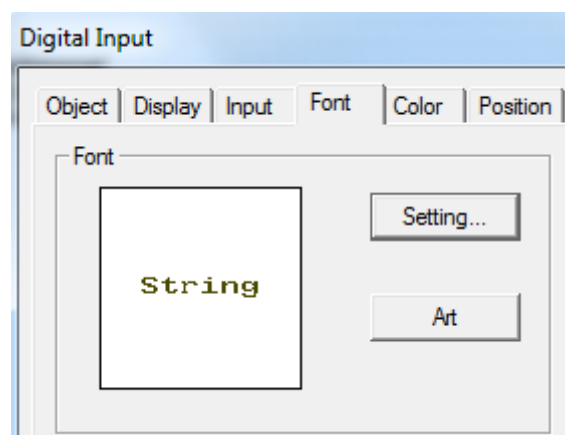 Digital Input
Object Display Input Font Color Position
Font
Setting...
String
Art